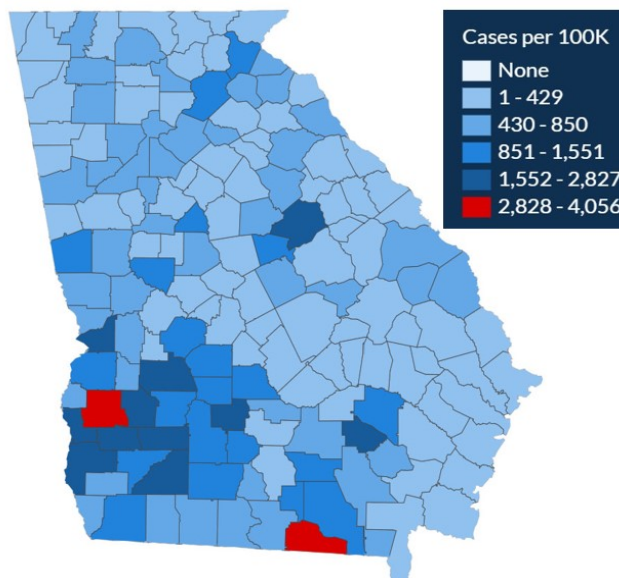 Cases per 100K
None
1 - 429
430 - 850
851 - 1,551
1,552 - 2,827
2,828 - 4,056